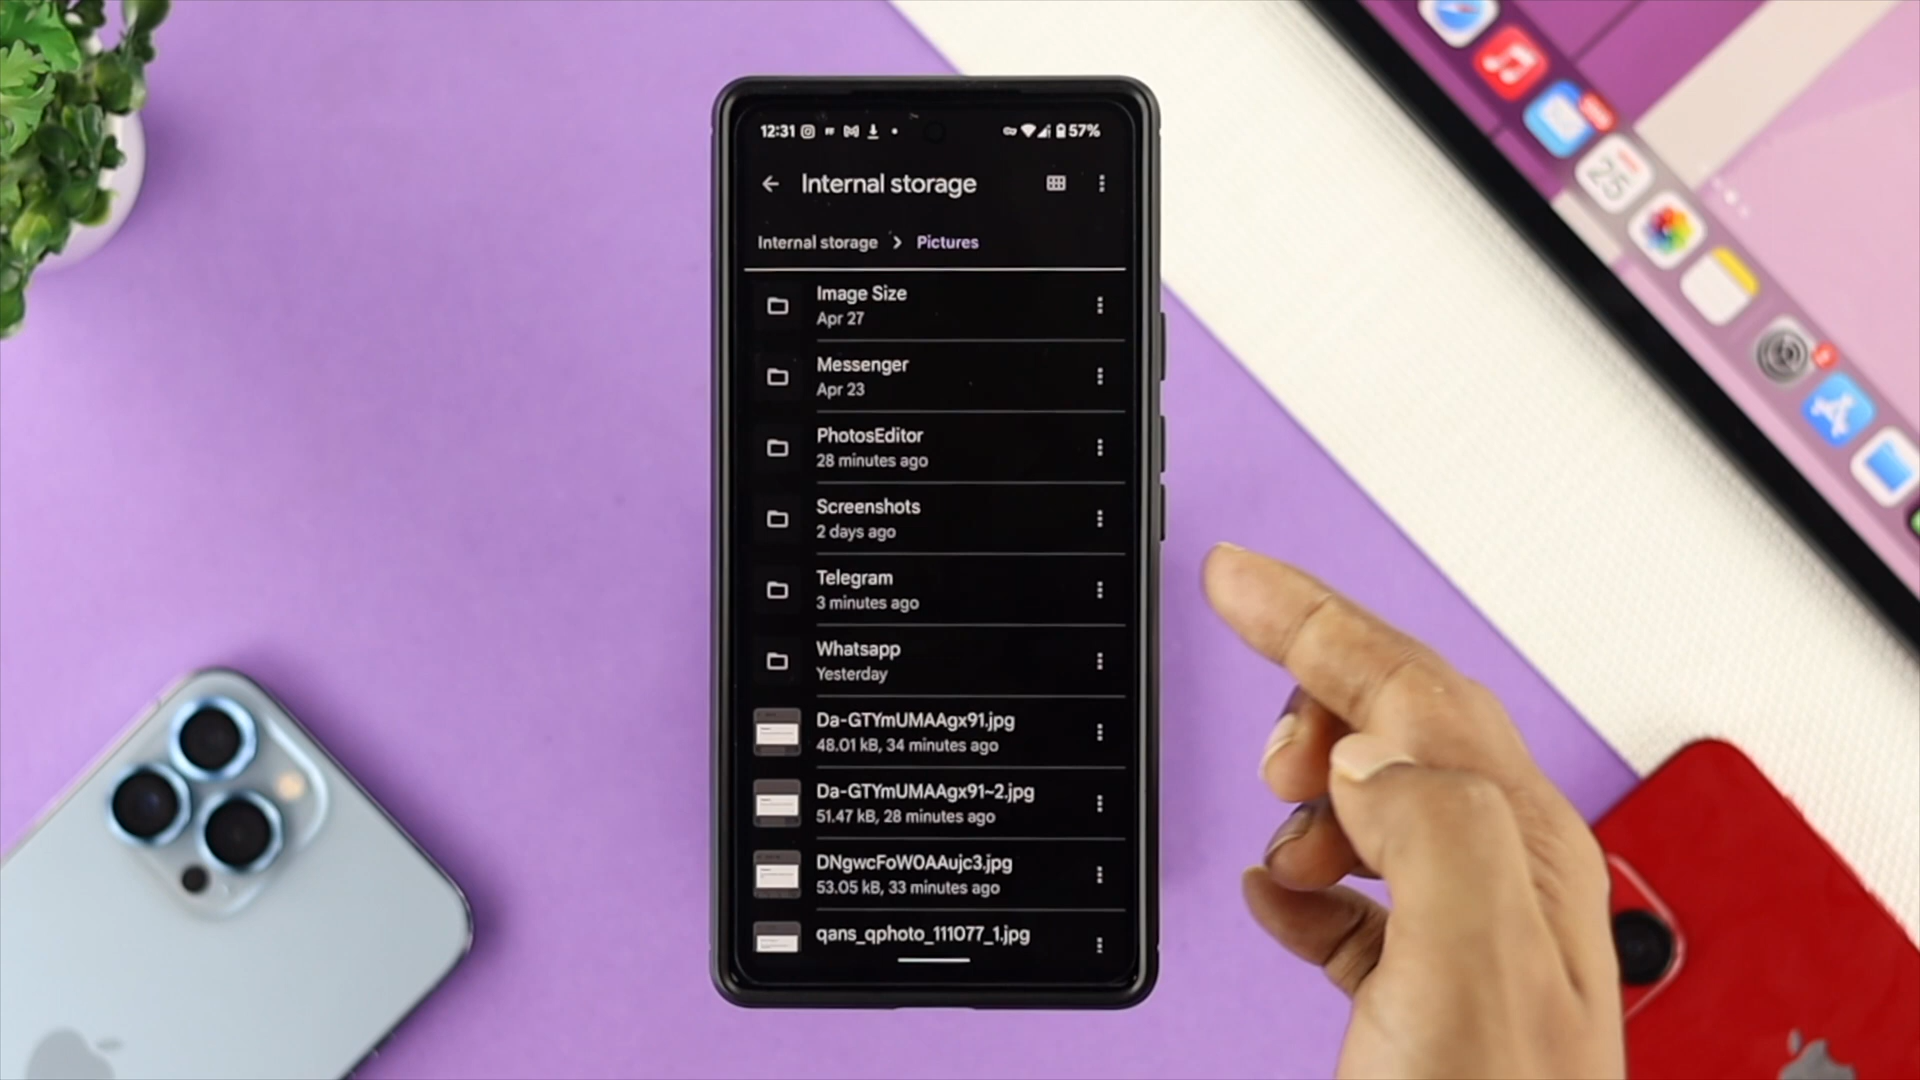 12:31 57%
Internal storage
Internal storage > Pictures
Image Size
Apr 27
Messenger
Apr 23
PhotosEditor
28 minutes ago
Screenshots
2 days ago
Telegram
3 minutes ago
Whatsapp
Yesterday
Da-GTYmUMAAgx91.jpg
48.01 kB, 34 minutes ago
Da-GTYmUMAAgx91~2.jpg
51.47 kB, 28 minutes ago
DNgwcFoW0AAujc3.jpg
53.05 kB, 33 minutes ago
qans_qphoto_111077_1.jpg
25